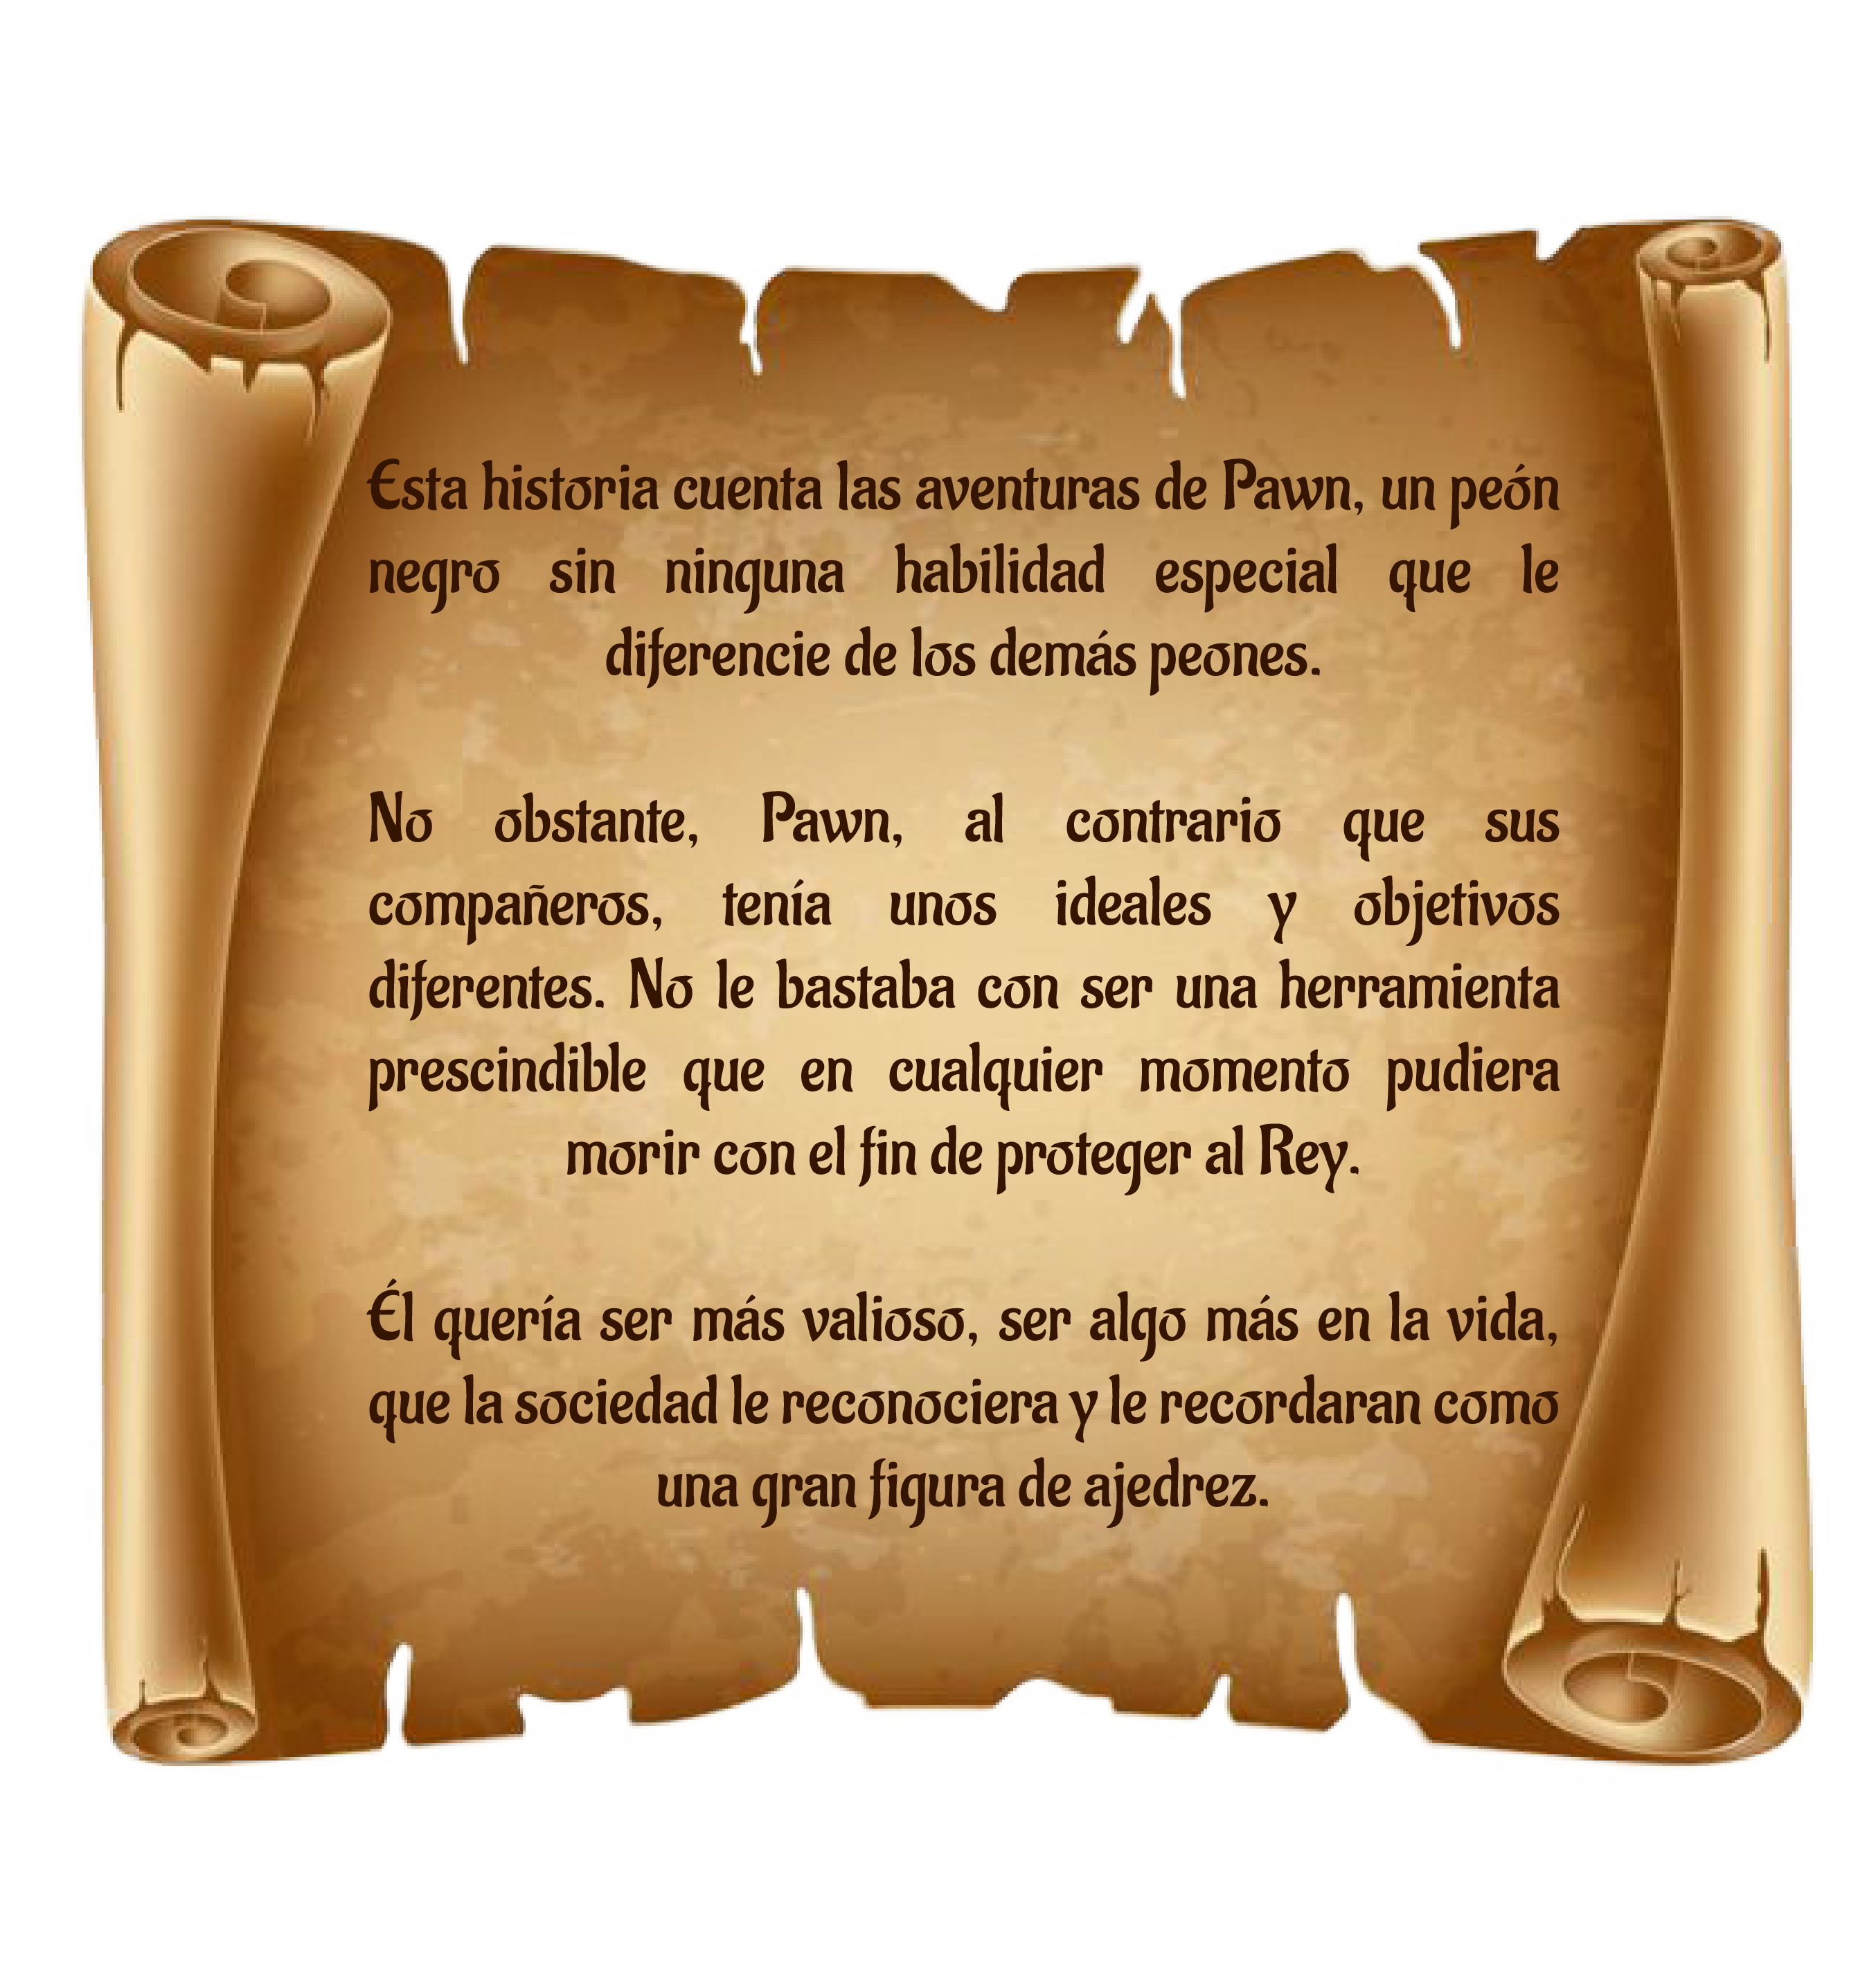 Esta historia cuenta las aventuras de Pawn, un peón
negro sin ninguna habilidad especial que le
diferencie de los demás peones.
No obstante, Pawn, al contrario que sus
compañeros, tenía unos ideales y objetivos
diferentes. No le bastaba con ser una herramienta
prescindible que en cualquier momento pudiera
morir con el fin de proteger al Rey.
Él quería ser más valioso, ser algo más en la vida,
que la sociedad le reconociera y le recordaran como
una gran figura de ajedrez.